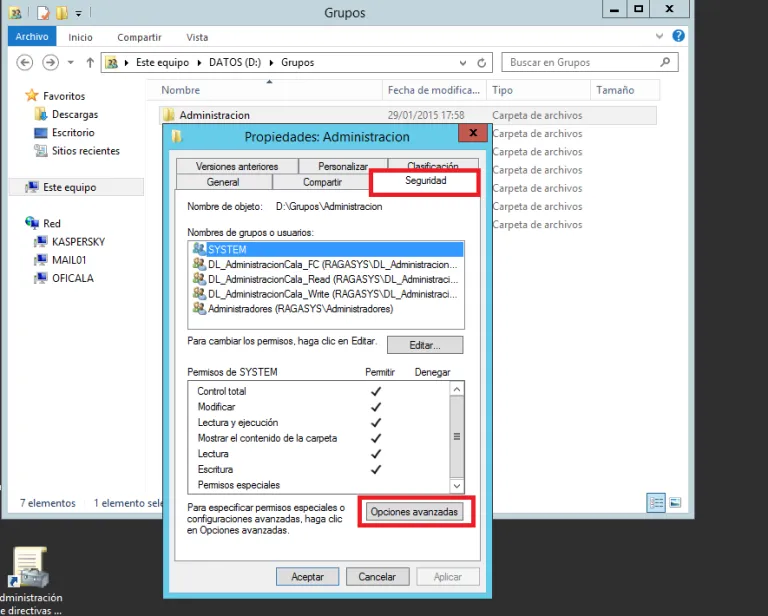 Grupos
Archivo Inicio Compartir Vista
Este equipo DATOS (D:) Grupos
Buscar en Grupos
Nombre Fecha de modifica... Tipo Tamaño
Favoritos
Descargas
Escritorio
Sitios recientes
Este equipo
Red
KASPERSKY
MAIL01
OFICALA
Administracion 29/01/2015 17:58 Carpeta de archivos
Carpeta de archivos
Carpeta de archivos
Carpeta de archivos
Carpeta de archivos
Carpeta de archivos
Carpeta de archivos
Propiedades: Administracion
Versiones anteriores Personalizar Clasificación
General Compartir Seguridad
Nombre de objeto: D:\Grupos\Administracion
Nombres de grupos o usuarios:
SYSTEM
DL_AdministracionCala_FC (RAGASYS\DL_Administracion...
DL_AdministracionCala_Read (RAGASYS\DL_Administraci...
DL_AdministracionCala_Write (RAGASYS\DL_Administraci...
Administradores (RAGASYS\Administradores)
Para cambiar los permisos, haga clic en Editar. Editar...
Permisos de SYSTEM Permitir Denegar
Control total
Modificar
Lectura y ejecución
Mostrar el contenido de la carpeta
Lectura
Escritura
Permisos especiales
Para especificar permisos especiales o
configuraciones avanzadas, haga clic
en Opciones avanzadas.
Opciones avanzadas
Aceptar Cancelar Aplicar
7 elementos 1 elemento sele
dministración
e directivas ...